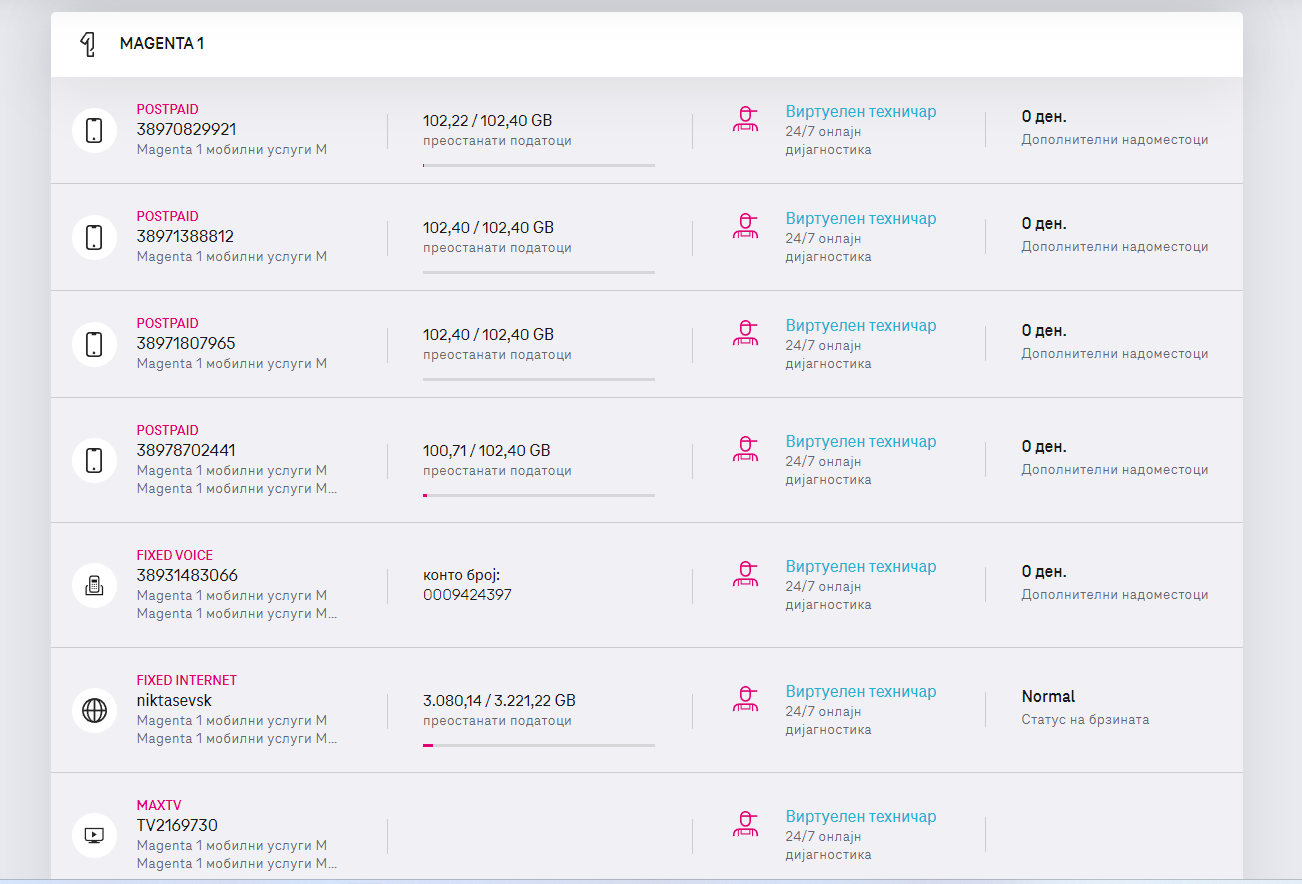 MAGENTA 1
POSTPAID
38970829921
Magenta 1 мобилни услуги M
102,22 / 102,40 GB
преостанати податоци
Виртуелен техничар
24/7 онлајн
дијагностика
0 ден.
Дополнителни надоместоци
POSTPAID
38971388812
Magenta 1 мобилни услуги M
102,40 / 102,40 GB
преостанати податоци
Виртуелен техничар
24/7 онлајн
дијагностика
0 ден.
Дополнителни надоместоци
POSTPAID
38971807965
Magenta 1 мобилни услуги M
102,40 / 102,40 GB
преостанати податоци
Виртуелен техничар
24/7 онлајн
дијагностика
0 ден.
Дополнителни надоместоци
POSTPAID
38978702441
Magenta 1 мобилни услуги M
Magenta 1 мобилни услуги M...
100,71 / 102,40 GB
преостанати податоци
Виртуелен техничар
24/7 онлајн
дијагностика
0 ден.
Дополнителни надоместоци
FIXED VOICE
38931483066
Magenta 1 мобилни услуги M
Magenta 1 мобилни услуги M...
конто број:
0009424397
Виртуелен техничар
24/7 онлајн
дијагностика
0 ден.
Дополнителни надоместоци
FIXED INTERNET
niktasevsk
Magenta 1 мобилни услуги M
Magenta 1 мобилни услуги M...
3.080,14 / 3.221,22 GB
преостанати податоци
Виртуелен техничар
24/7 онлајн
дијагностика
Normal
Статус на брзината
MAXTV
TV2169730
Magenta 1 мобилни услуги M
Magenta 1 мобилни услуги M...
Виртуелен техничар
24/7 онлајн
дијагностика